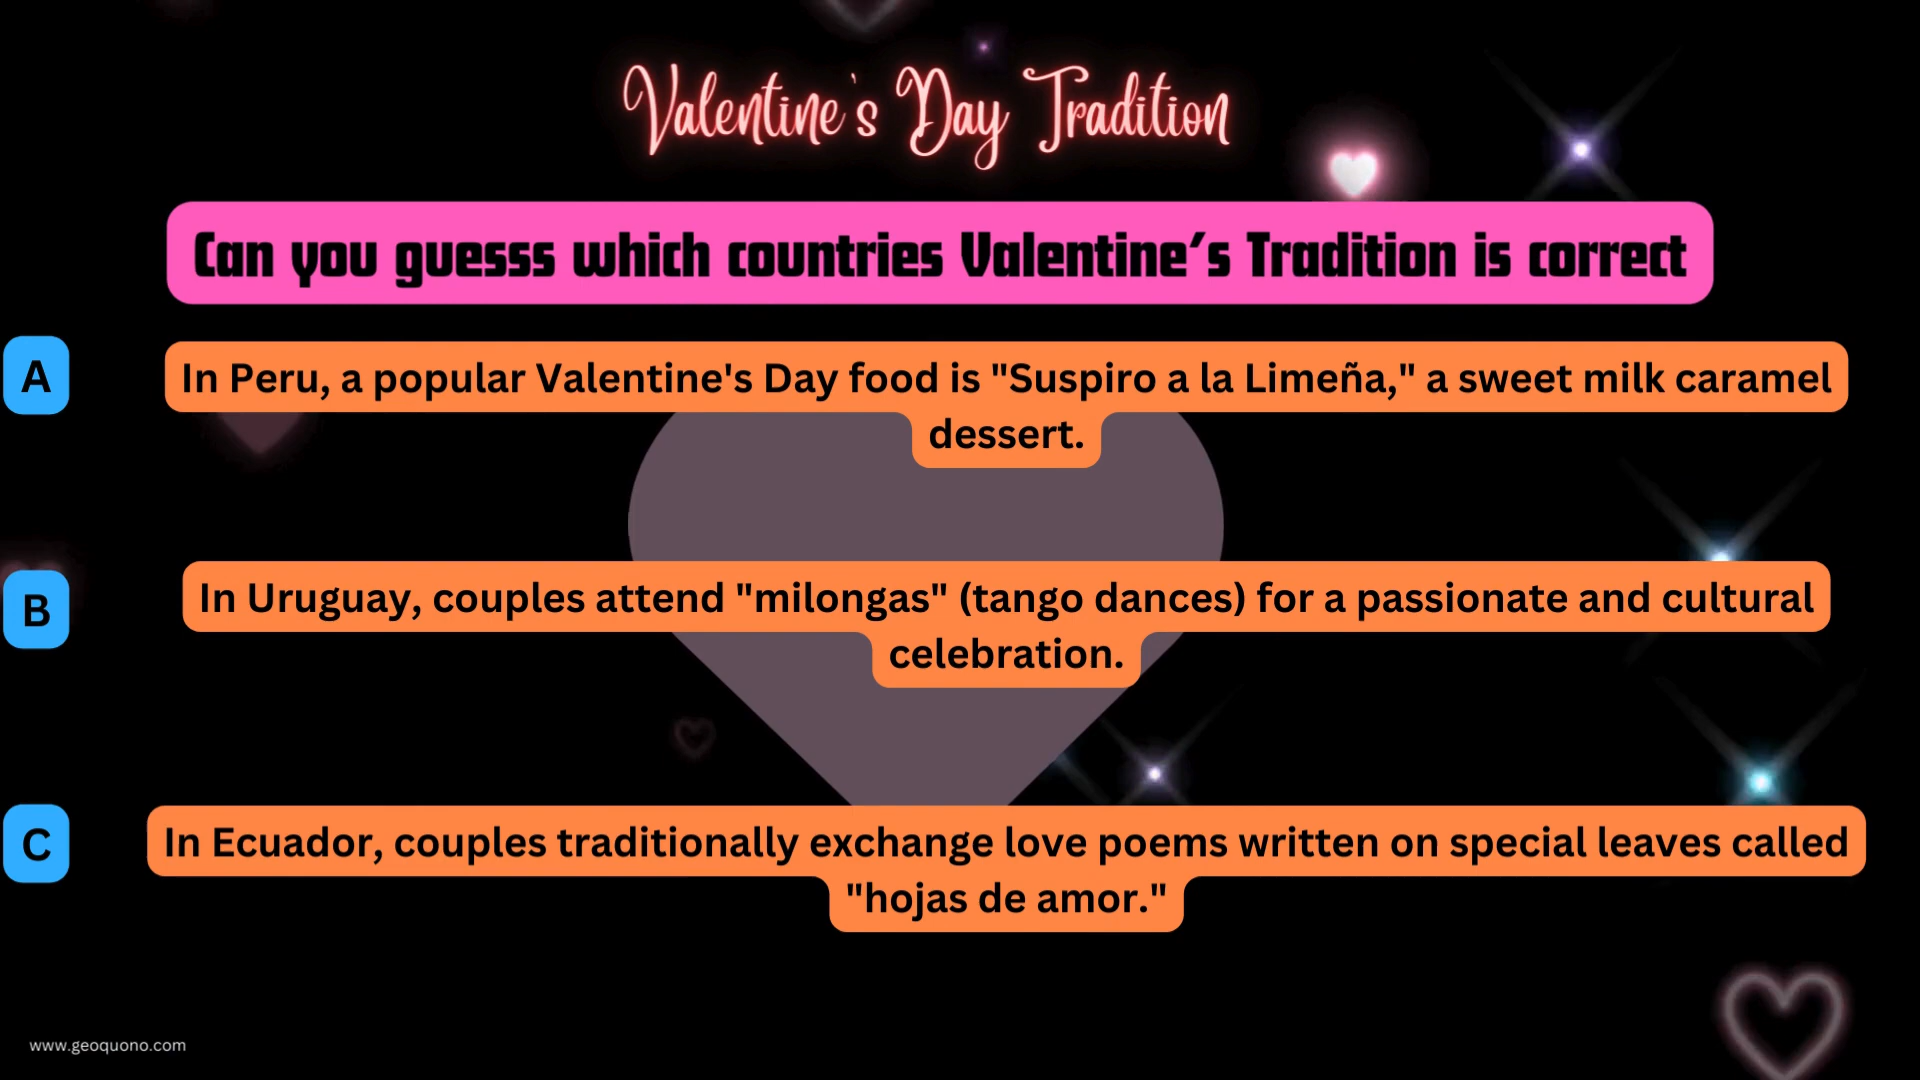 Valentine's Day Tradition
Can you guesss which countries Valentine's Tradition is correct
A
In Peru, a popular Valentine's Day food is "Suspiro a la Limeña," a sweet milk caramel
dessert.
B
In Uruguay, couples attend "milongas" (tango dances) for a passionate and cultural
celebration.
C
In Ecuador, couples traditionally exchange love poems written on special leaves called
"hojas de amor."
www.geoquono.com